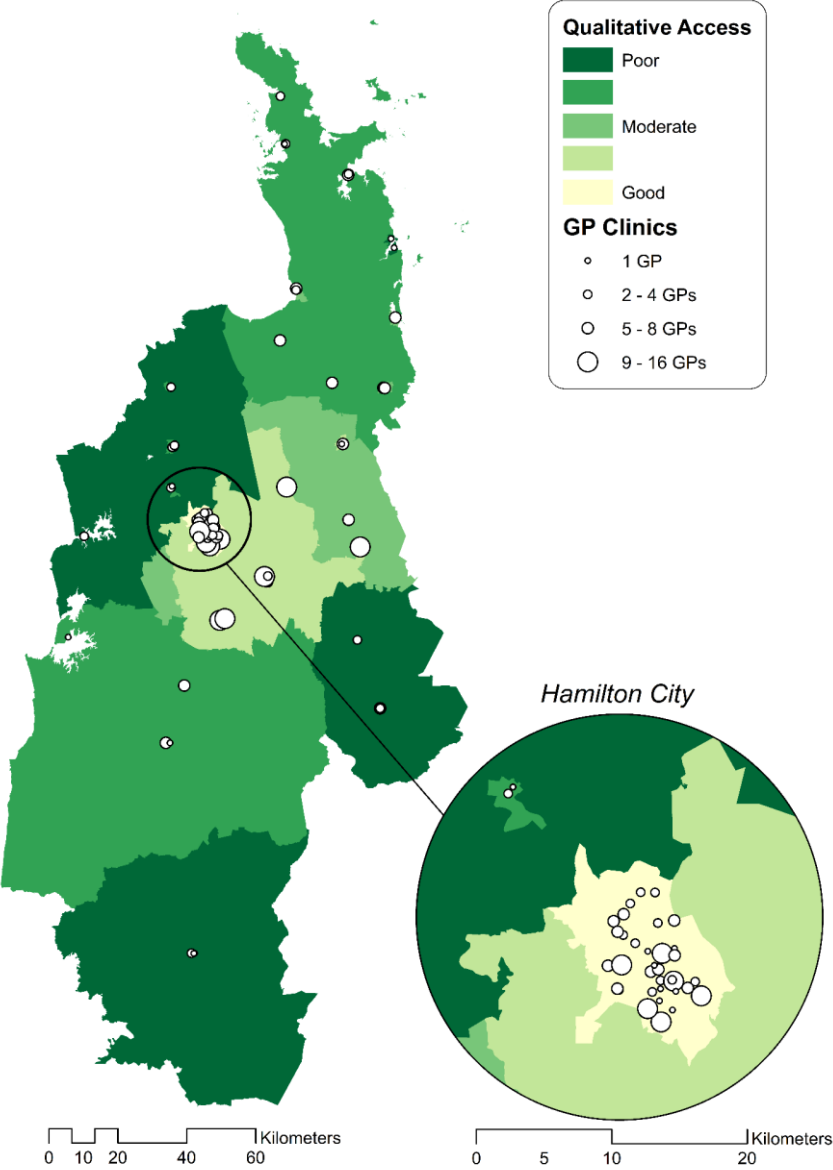 Qualitative Access
Poor
Moderate
Good
GP Clinics
1 GP
2 - 4 GPs
5 - 8 GPs
9 - 16 GPs
Hamilton City
Kilometers
0 10 20 40 60
Kilometers
0 5 10 20